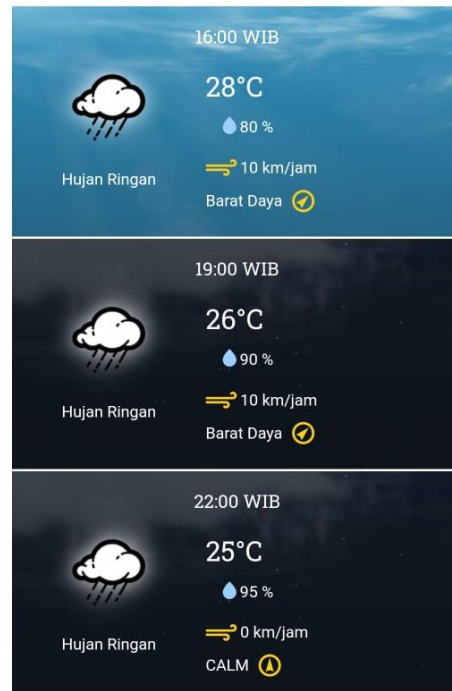 16:00 WIB
28°C
80 %
Hujan Ringan
10 km/jam
Barat Daya
19:00 WIB
26°C
90 %
Hujan Ringan
10 km/jam
Barat Daya
22:00 WIB
25°C
95 %
Hujan Ringan
0 km/jam
CALM